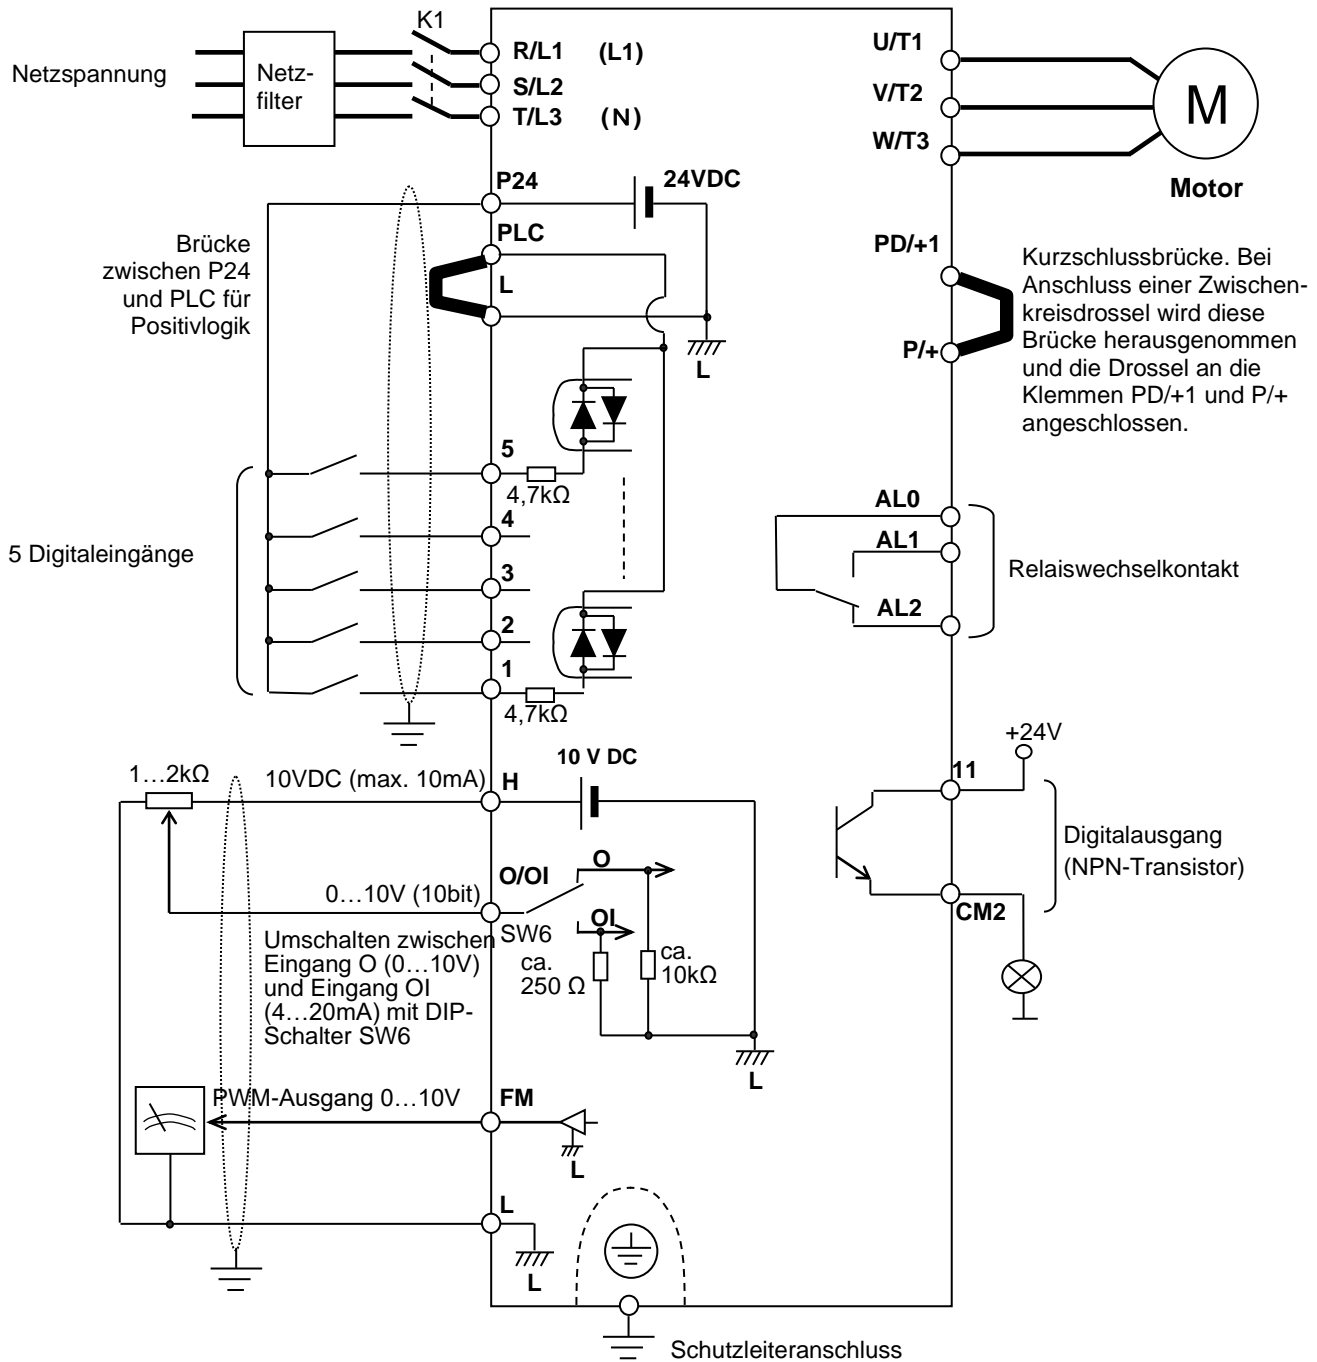 K1
Netzspannung
Netz-
filter
R/L1 (L1)
S/L2
T/L3 (N)
U/T1
V/T2
W/T3
M
Motor
P24
24VDC
PLC
L
L
Brücke
zwischen P24
und PLC für
Positivlogik
PD/+1
P/+
Kurzschlussbrücke. Bei
Anschluss einer Zwischen-
kreisdrossel wird diese
Brücke herausgenommen
und die Drossel an die
Klemmen PD/+1 und P/+
angeschlossen.
5 Digitaleingänge
5
4,7kΩ
4
3
2
1
4,7kΩ
AL0
AL1
AL2
Relaiswechselkontakt
+24V
11
CM2
Digitalausgang
(NPN-Transistor)
1…2kΩ
10VDC (max. 10mA)
H
10 V DC
0…10V (10bit)
O/OI
O
OI
SW6
ca.
250 Ω
ca.
10kΩ
L
Umschalten zwischen
Eingang O (0…10V)
und Eingang OI
(4…20mA) mit DIP-
Schalter SW6
PWM-Ausgang 0…10V
FM
L
L
L
Schutzleiteranschluss